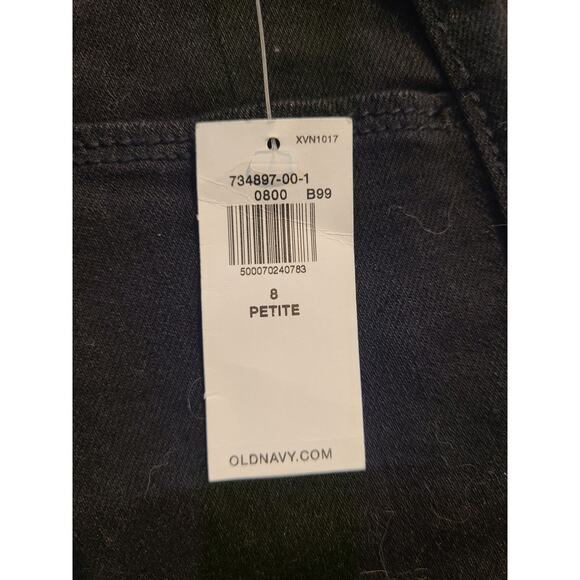 XVN1017
734897-00-1
0800 B99
500070240783
8
PETITE
OLDNAVY.COM